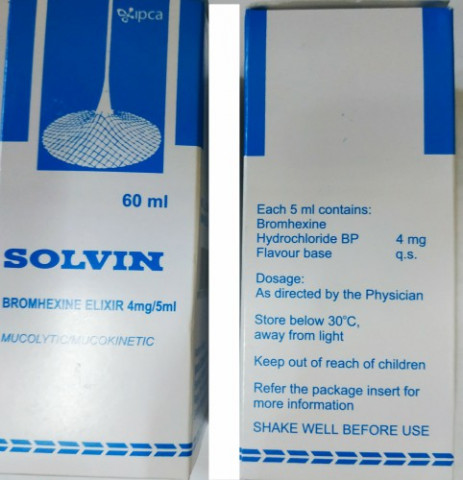 ipca
60 ml
SOLVIN
BROMHEXINE ELIXIR 4mg/5ml
MUCOLYTIC/MUCOKINETIC
Each 5 ml contains:
Bromhexine
Hydrochloride BP 4 mg
Flavour base q.s.
Dosage:
As directed by the Physician
Store below 30°C,
away from light
Keep out of reach of children
Refer the package insert for
more information
SHAKE WELL BEFORE USE